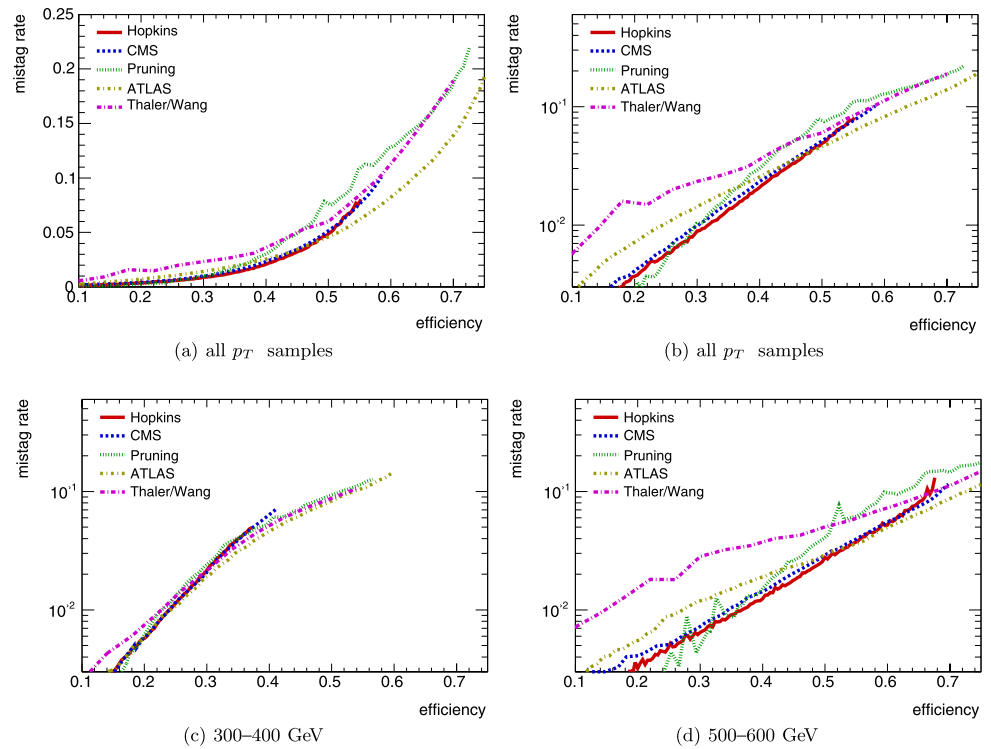 mistag rate
0.25
0.2
0.15
0.1
0.05
0
Hopkins
CMS
Pruning
ATLAS
Thaler/Wang
0.1 0.2 0.3 0.4 0.5 0.6 0.7
efficiency
(a) all p_T samples
mistag rate
10^-1
10^-2
Hopkins
CMS
Pruning
ATLAS
Thaler/Wang
0.1 0.2 0.3 0.4 0.5 0.6 0.7
efficiency
(b) all p_T samples
mistag rate
10^-1
10^-2
Hopkins
CMS
Pruning
ATLAS
Thaler/Wang
0.1 0.2 0.3 0.4 0.5 0.6 0.7
efficiency
(c) 300–400 GeV
mistag rate
10^-1
10^-2
Hopkins
CMS
Pruning
ATLAS
Thaler/Wang
0.1 0.2 0.3 0.4 0.5 0.6 0.7
efficiency
(d) 500–600 GeV